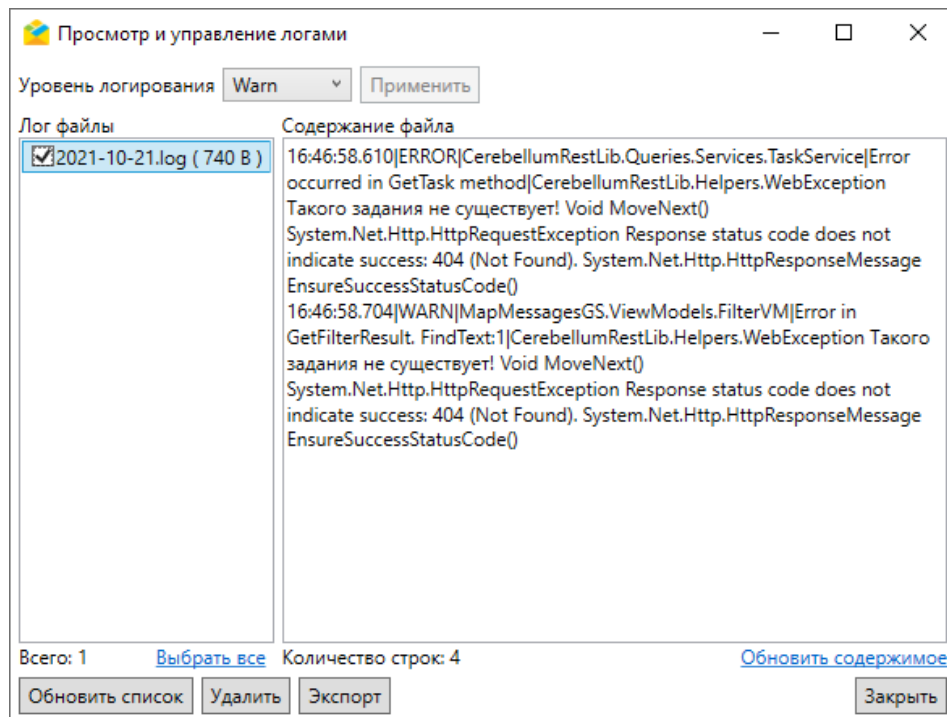 Просмотр и управление логами
Уровень логирования Warn Применить
Лог файлы
2021-10-21.log ( 740 B )
Содержание файла
16:46:58.610|ERROR|CerebellumRestLib.Queries.Services.TaskService|Error
occurred in GetTask method|CerebellumRestLib.Helpers.WebException
Такого задания не существует! Void MoveNext()
System.Net.Http.HttpRequestException Response status code does not
indicate success: 404 (Not Found). System.Net.Http.HttpResponseMessage
EnsureSuccessStatusCode()
16:46:58.704|WARN|MapMessagesGS.ViewModels.FilterVM|Error in
GetFilterResult. FindText:1|CerebellumRestLib.Helpers.WebException Такого
задания не существует! Void MoveNext()
System.Net.Http.HttpRequestException Response status code does not
indicate success: 404 (Not Found). System.Net.Http.HttpResponseMessage
EnsureSuccessStatusCode()
Всего: 1 Выбрать все Количество строк: 4 Обновить содержимое
Обновить список Удалить Экспорт Закрыть